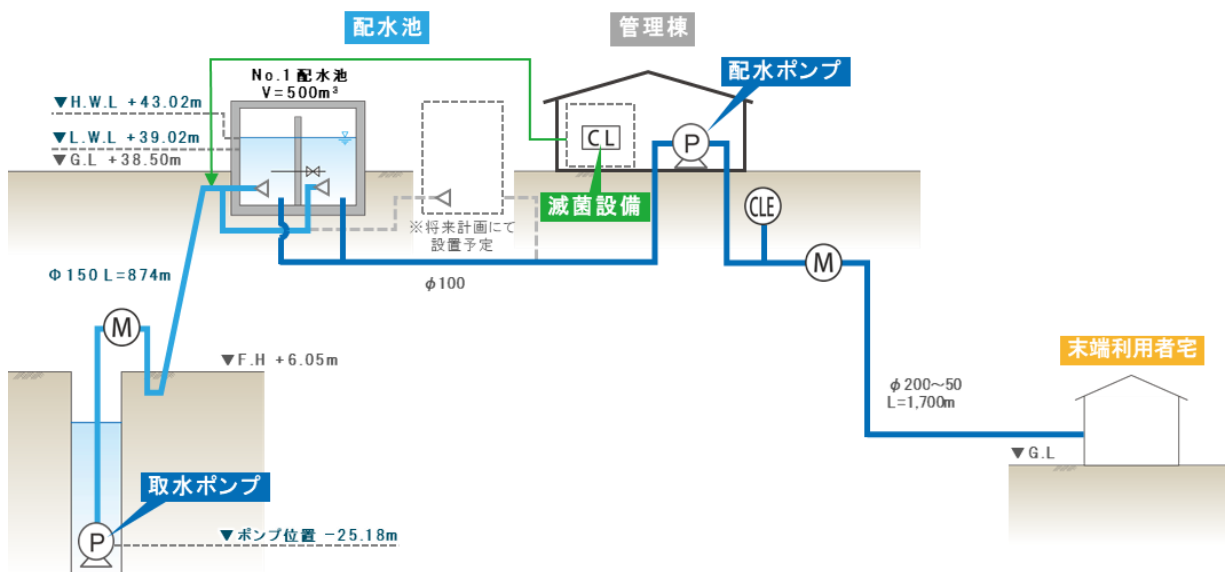 配水池
管理棟
No.1 配水池
V=500m³
配水ポンプ
▼H.W.L +43.02m
▼L.W.L +39.02m
▼G.L +38.50m
CL
P
滅菌設備
CLE
※将来計画にて
設置予定
M
φ100
Φ150 L=874m
M
▼F.H +6.05m
末端利用者宅
φ200～50
L=1,700m
▼G.L
取水ポンプ
P
▼ポンプ位置 −25.18m